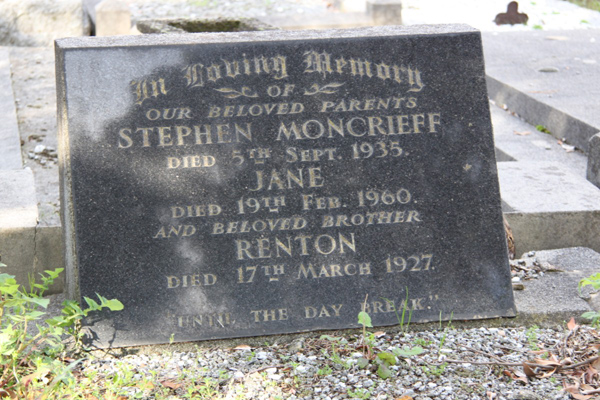 In Loving Memory
OF
OUR BELOVED PARENTS
STEPHEN MONCRIEFF
DIED 5TH SEPT. 1935.
JANE
DIED 19TH FEB. 1960.
AND BELOVED BROTHER
RENTON
DIED 17TH MARCH 1927.
"UNTIL THE DAY BREAK."